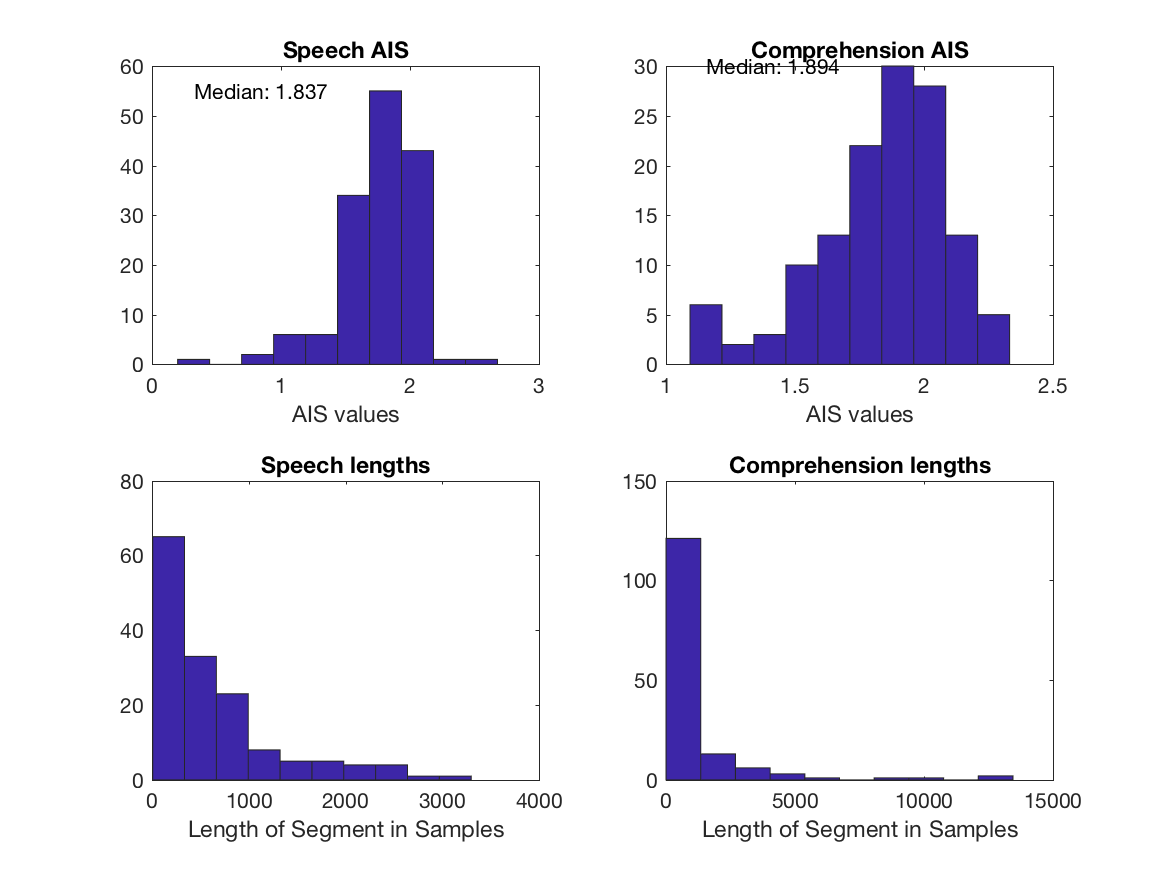 Speech AIS
Median: 1.837
60
50
40
30
20
10
0
0 1 2 3
AIS values
Comprehension AIS
Median: 1.894
30
25
20
15
10
5
0
1 1.5 2 2.5
AIS values
Speech lengths
80
60
40
20
0
0 1000 2000 3000 4000
Length of Segment in Samples
Comprehension lengths
150
100
50
0
0 5000 10000 15000
Length of Segment in Samples